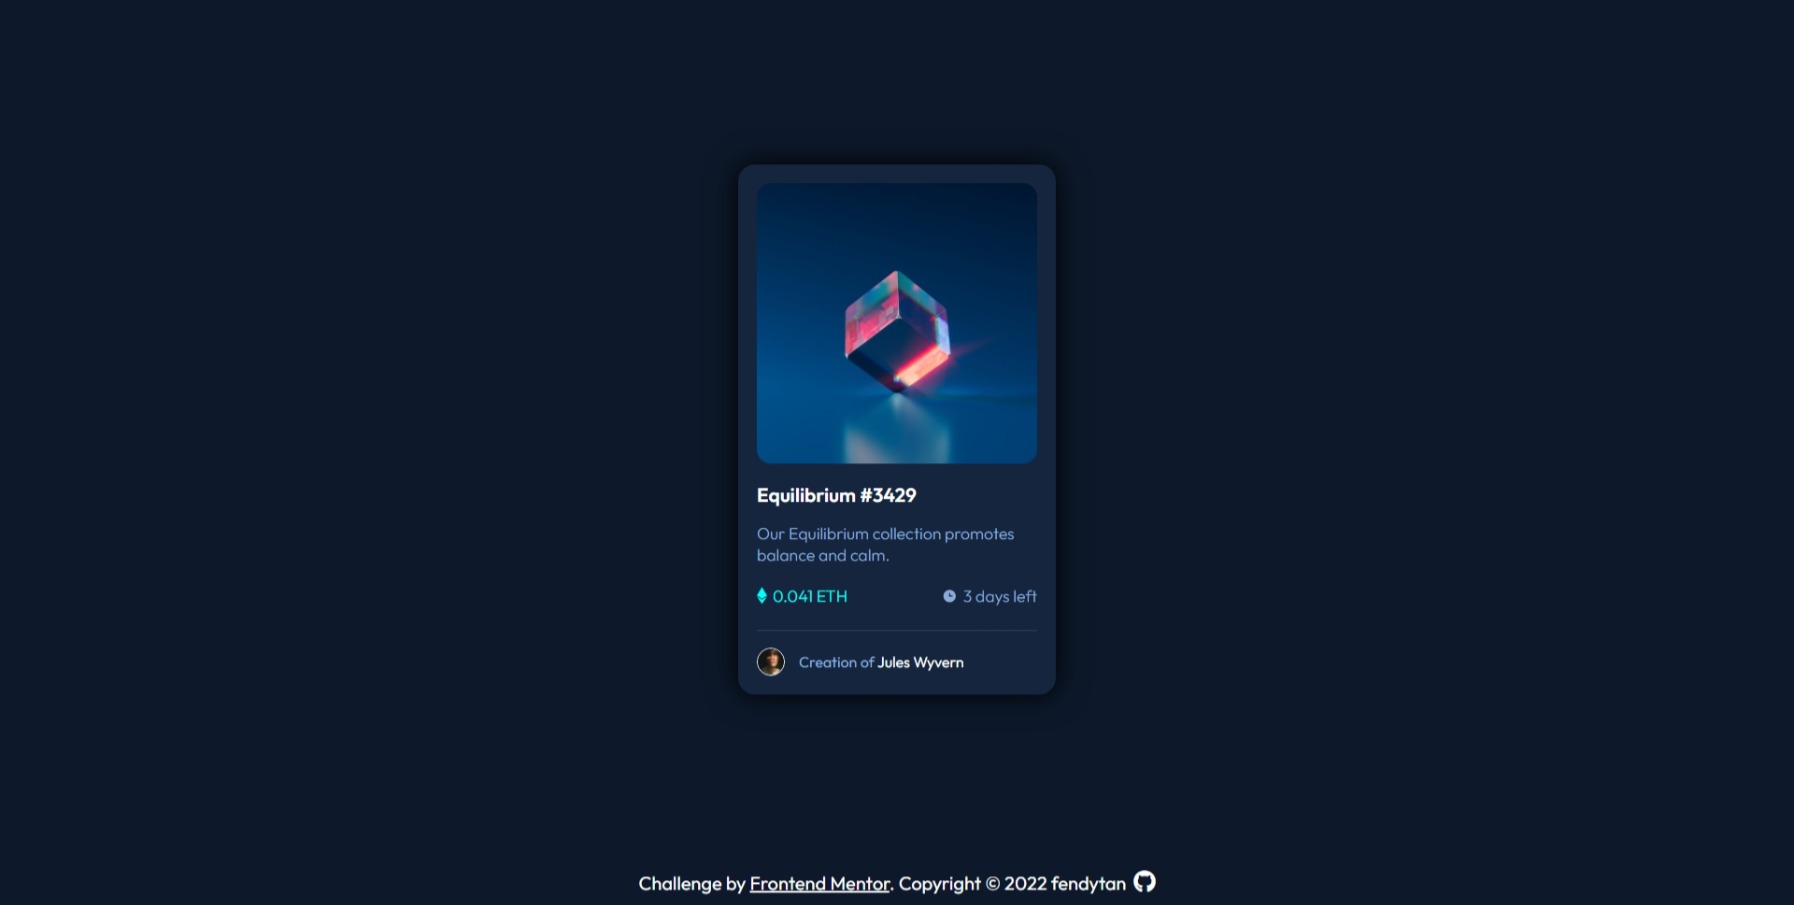 Equilibrium #3429
Our Equilibrium collection promotes
balance and calm.
0.041 ETH
3 days left
Creation of Jules Wyvern
Challenge by Frontend Mentor. Copyright © 2022 fendytan